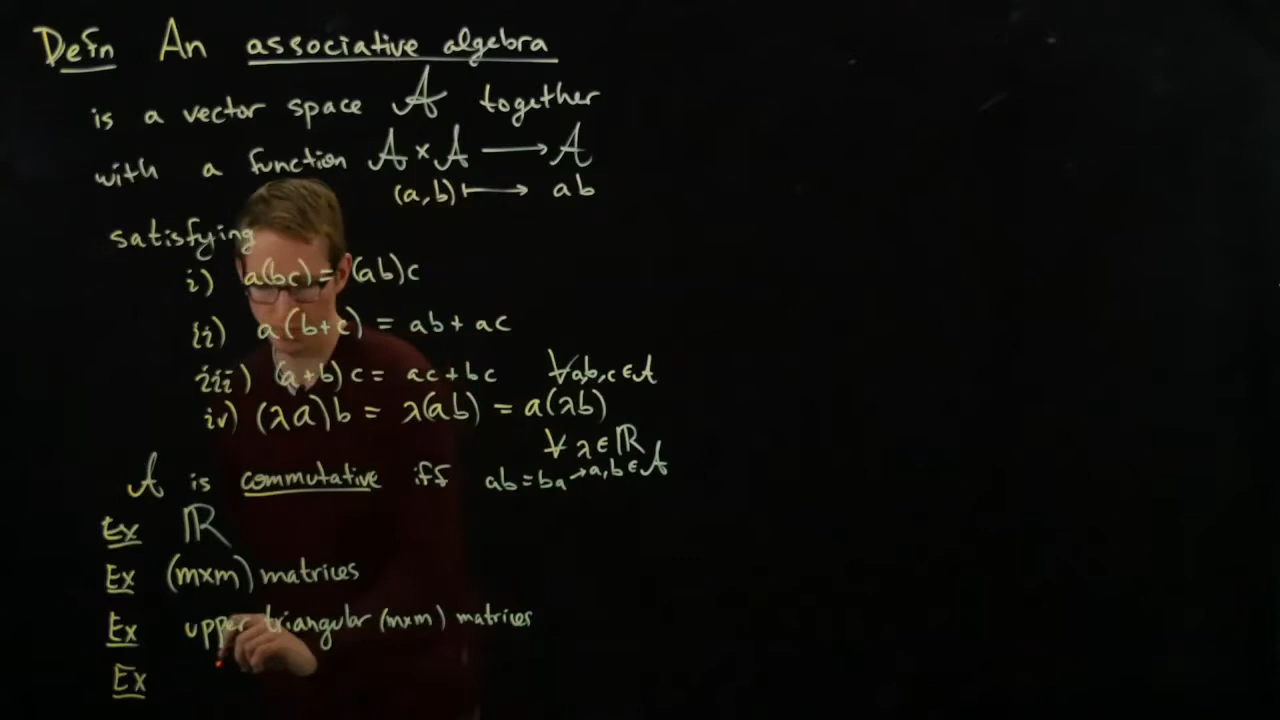 Defn An associative algebra
is a vector space A together
with a function A × A ⟶ A
(a,b) ⟼ ab
satisfying
i) a(bc) = (ab)c
ii) a(b+c) = ab + ac
iii) (a+b)c = ac + bc ∀a,b,c ∈ A
iv) (λa)b = λ(ab) = a(λb)
∀ λ ∈ ℝ
A is commutative iff ab = ba → a,b ∈ A
Ex ℝ
Ex (m×m) matrices
Ex upper triangular (m×m) matrices
Ex